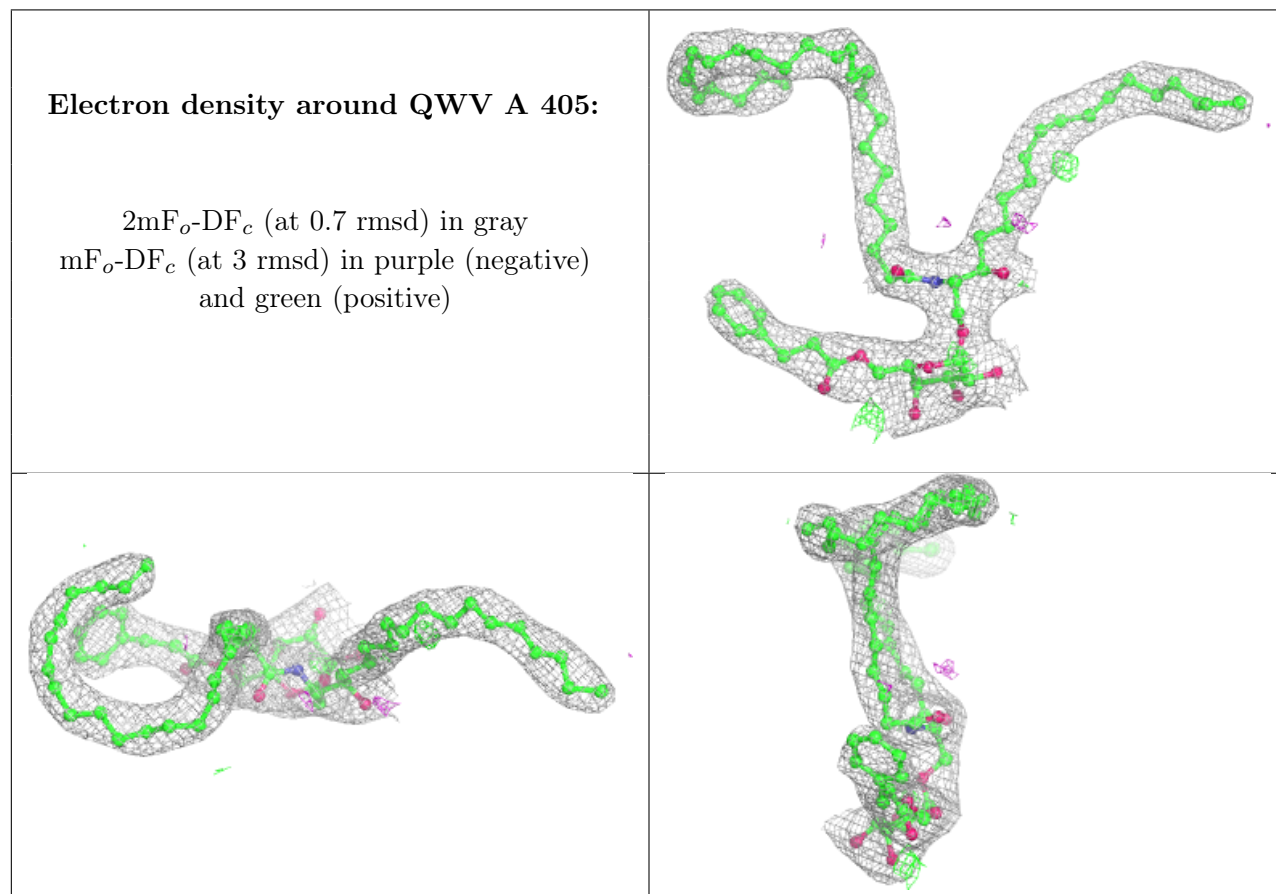 Electron density around QWV A 405:
2mFₒ-DF𝒸 (at 0.7 rmsd) in gray
mFₒ-DF𝒸 (at 3 rmsd) in purple (negative)
and green (positive)